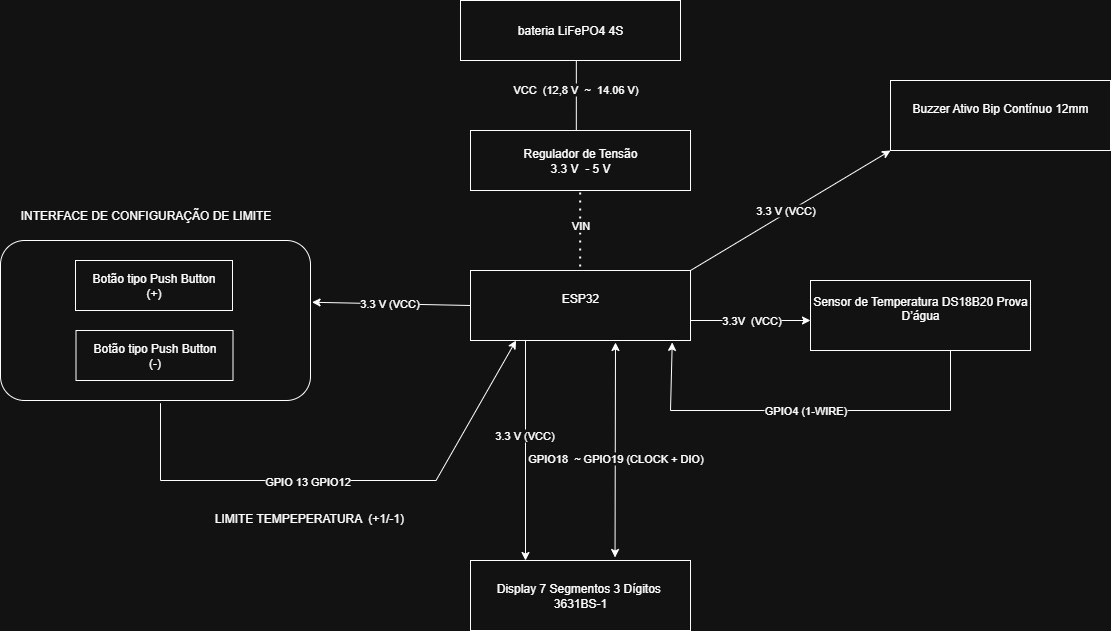 bateria LiFePO4 4S
VCC (12,8 V ~ 14.06 V)
Buzzer Ativo Bip Contínuo 12mm
Regulador de Tensão
3.3 V - 5 V
3.3 V (VCC)
INTERFACE DE CONFIGURAÇÃO DE LIMITE
VIN
Botão tipo Push Button
(+)
ESP32
3.3 V (VCC)
Sensor de Temperatura DS18B20 Prova
D'água
3.3V (VCC)
Botão tipo Push Button
(-)
GPIO4 (1-WIRE)
3.3 V (VCC)
GPIO18 ~ GPIO19 (CLOCK + DIO)
GPIO 13 GPIO12
LIMITE TEMPEPERATURA (+1/-1)
Display 7 Segmentos 3 Dígitos
3631BS-1